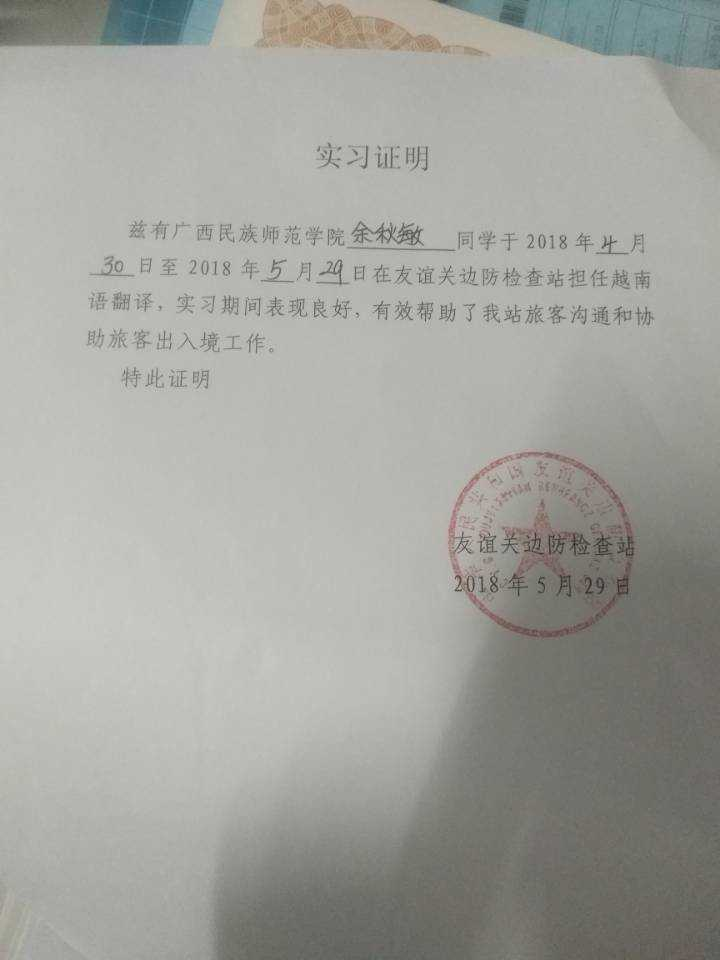 实习证明
兹有广西民族师范学院余秋敏同学于2018年4月
30日至2018年5月29日在友谊关边防检查站担任越南
语翻译，实习期间表现良好，有效帮助了我站旅客沟通和协
助旅客出入境工作。
特此证明
友谊关边防检查站
2018年5月29日